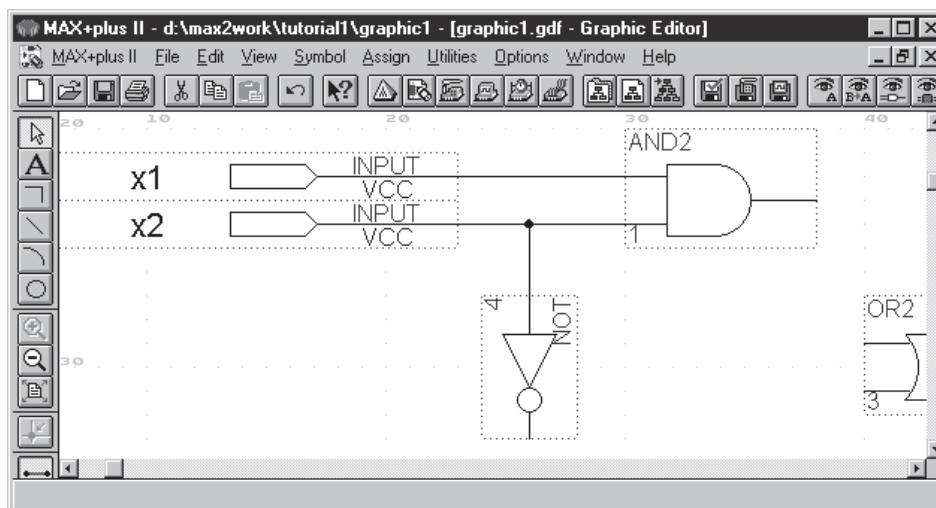 MAX+plus II - d:\max2work\tutorial1\graphic1 - [graphic1.gdf - Graphic Editor]
MAX+plus II File Edit View Symbol Assign Utilities Options Window Help
A B→A
A
20 10 20 30 40
AND2
x1 INPUT
VCC
x2 INPUT
VCC
1
4 NOT
OR2
30
3